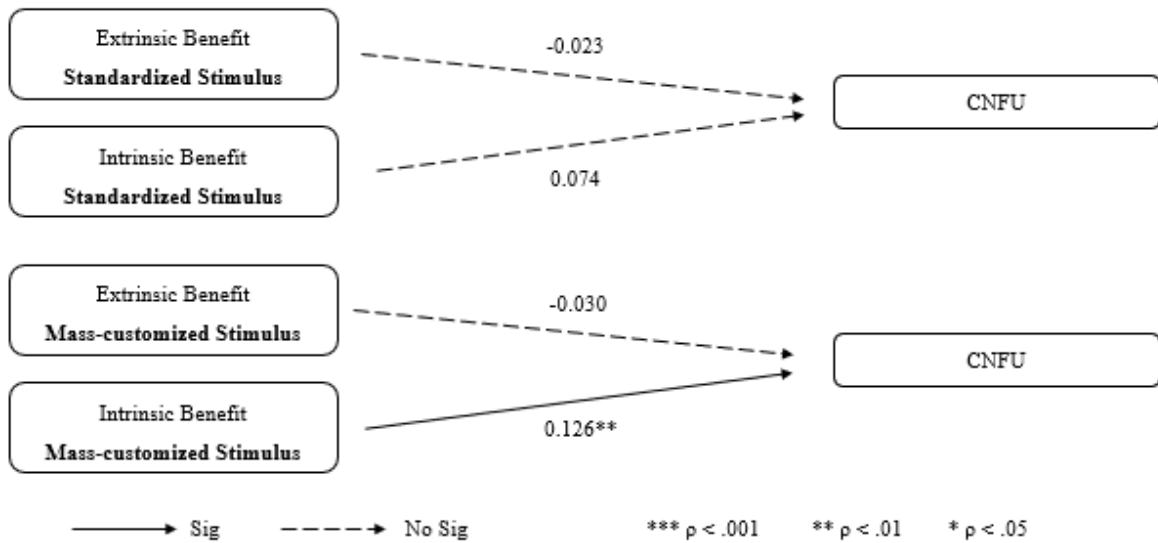 Extrinsic Benefit
Standardized Stimulus
-0.023
CNFU
Intrinsic Benefit
Standardized Stimulus
0.074
Extrinsic Benefit
Mass-customized Stimulus
-0.030
CNFU
Intrinsic Benefit
Mass-customized Stimulus
0.126**
Sig No Sig *** ρ < .001 ** ρ < .01 * ρ < .05